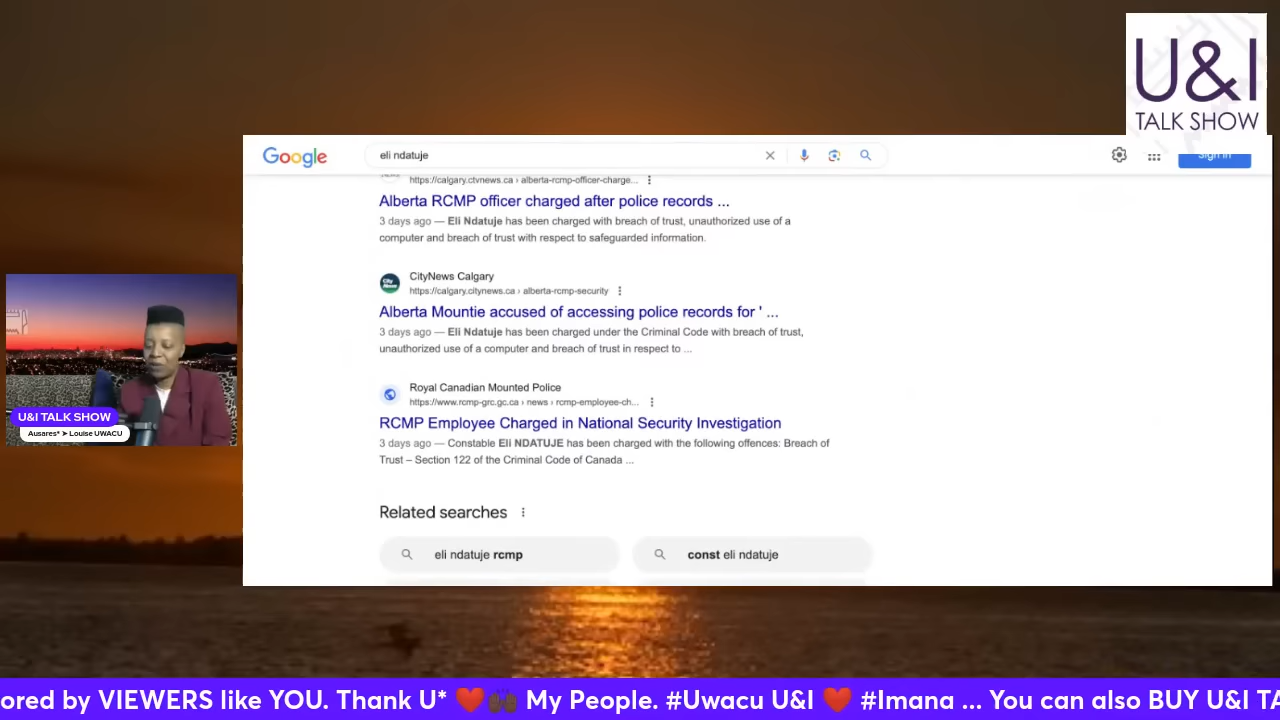 U&I
TALK SHOW
Google
eli ndatuje
Sign in
https://calgary.ctvnews.ca › alberta-rcmp-officer-charge...
Alberta RCMP officer charged after police records ...
3 days ago — Eli Ndatuje has been charged with breach of trust, unauthorized use of a
computer and breach of trust with respect to safeguarded information.
City News
CityNews Calgary
https://calgary.citynews.ca › alberta-rcmp-security
Alberta Mountie accused of accessing police records for ' ...
3 days ago — Eli Ndatuje has been charged under the Criminal Code with breach of trust,
unauthorized use of a computer and breach of trust in respect to ...
Royal Canadian Mounted Police
https://www.rcmp-grc.gc.ca › news › rcmp-employee-ch...
RCMP Employee Charged in National Security Investigation
3 days ago — Constable Eli NDATUJE has been charged with the following offences: Breach of
Trust – Section 122 of the Criminal Code of Canada ...
Related searches
eli ndatuje rcmp
const eli ndatuje
U&I TALK SHOW
Ausares* ➤ Louise UWACU
ored by VIEWERS like YOU. Thank U* ❤️🙌🏿 My People. #Uwacu U&I ❤️ #Imana ... You can also BUY U&I TA